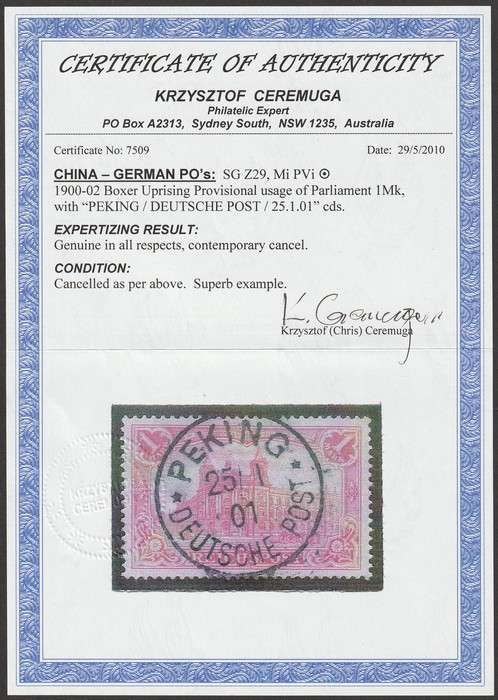 CERTIFICATE OF AUTHENTICITY
KRZYSZTOF CEREMUGA
Philatelic Expert
PO Box A2313, Sydney South, NSW 1235, Australia
Certificate No: 7509 Date: 29/5/2010
CHINA – GERMAN PO's: SG Z29, Mi PVi ⊙
1900-02 Boxer Uprising Provisional usage of Parliament 1Mk,
with “PEKING / DEUTSCHE POST / 25.1.01” cds.
EXPERTIZING RESULT:
Genuine in all respects, contemporary cancel.
CONDITION:
Cancelled as per above. Superb example.
K. Ceremuga
Krzysztof (Chris) Ceremuga
PEKING
25 1
01
DEUTSCHE POST
1 1